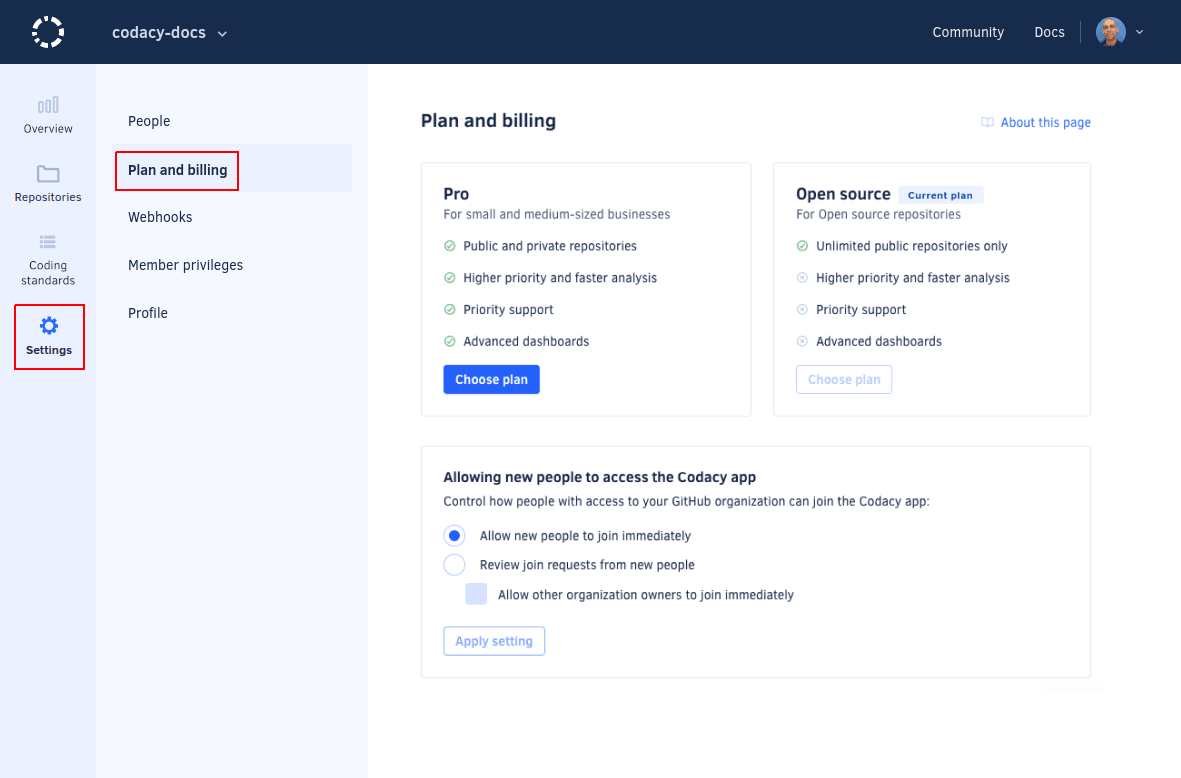 codacy-docs
Community
Docs
Overview
Repositories
Coding
standards
Settings
People
Plan and billing
Webhooks
Member privileges
Profile
Plan and billing
About this page
Pro
For small and medium-sized businesses
Public and private repositories
Higher priority and faster analysis
Priority support
Advanced dashboards
Choose plan
Open source Current plan
For Open source repositories
Unlimited public repositories only
Higher priority and faster analysis
Priority support
Advanced dashboards
Choose plan
Allowing new people to access the Codacy app
Control how people with access to your GitHub organization can join the Codacy app:
Allow new people to join immediately
Review join requests from new people
Allow other organization owners to join immediately
Apply setting